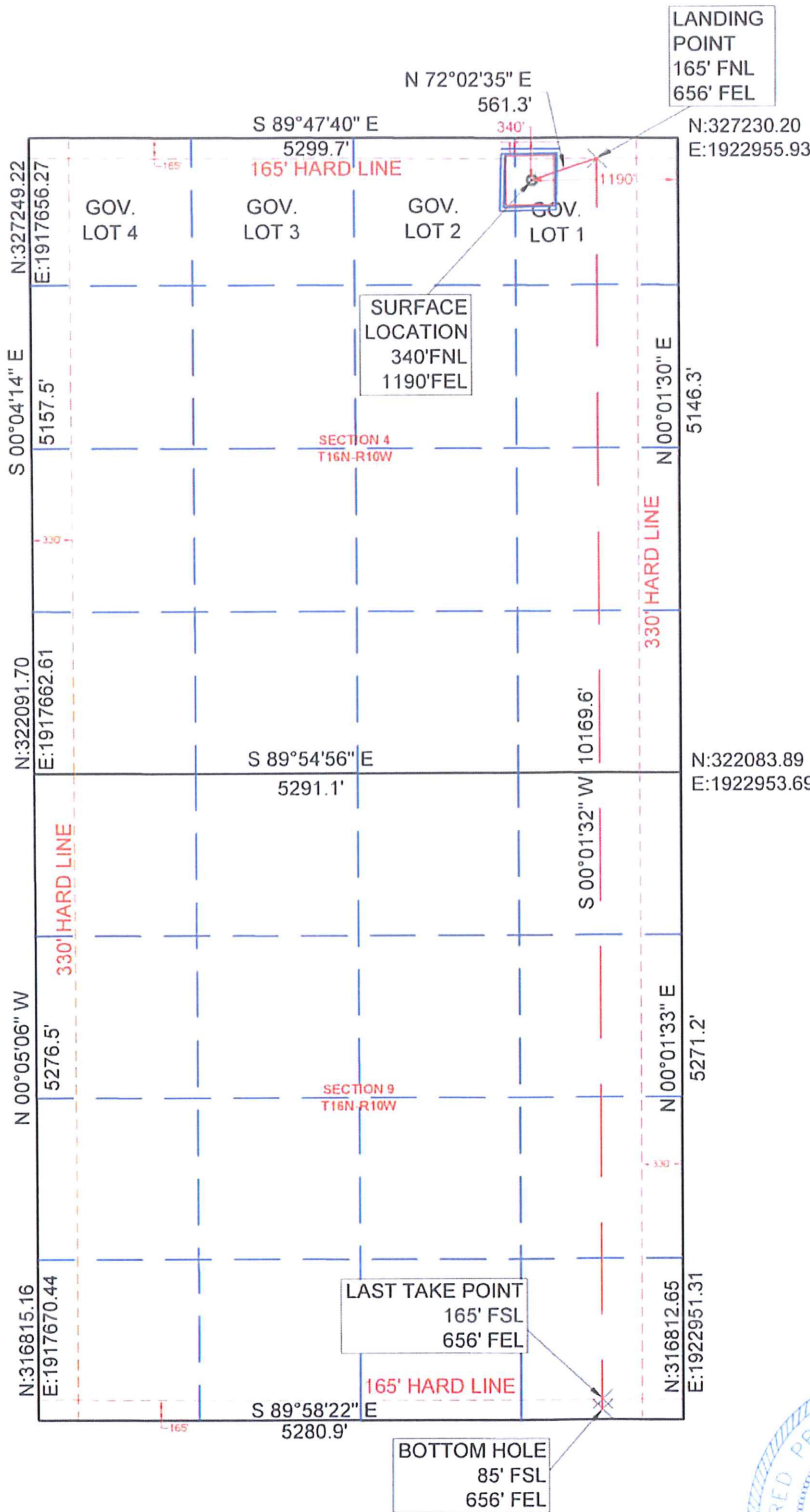 LANDING
POINT
165' FNL
656' FEL
N 72°02'35" E
561.3'
S 89°47'40" E
5299.7'
340'
N:327230.20
E:1922955.93
165'
165' HARD LINE
1190'
N:327249.22
E:1917656.27
GOV.
LOT 4
GOV.
LOT 3
GOV.
LOT 2
GOV.
LOT 1
SURFACE
LOCATION
340'FNL
1190'FEL
S 00°04'14" E
5157.5'
N 00°01'30" E
5146.3'
SECTION 4
T16N-R10W
330'
330' HARD LINE
N:322091.70
E:1917662.61
S 89°54'56" E
5291.1'
N:322083.89
E:1922953.69
S 00°01'32" W 10169.6'
330' HARD LINE
N 00°05'06" W
5276.5'
N 00°01'33" E
5271.2'
SECTION 9
T16N-R10W
330'
LAST TAKE POINT
165' FSL
656' FEL
N:316815.16
E:1917670.44
N:316812.65
E:1922951.31
165' HARD LINE
S 89°58'22" E
5280.9'
165'
BOTTOM HOLE
85' FSL
656' FEL